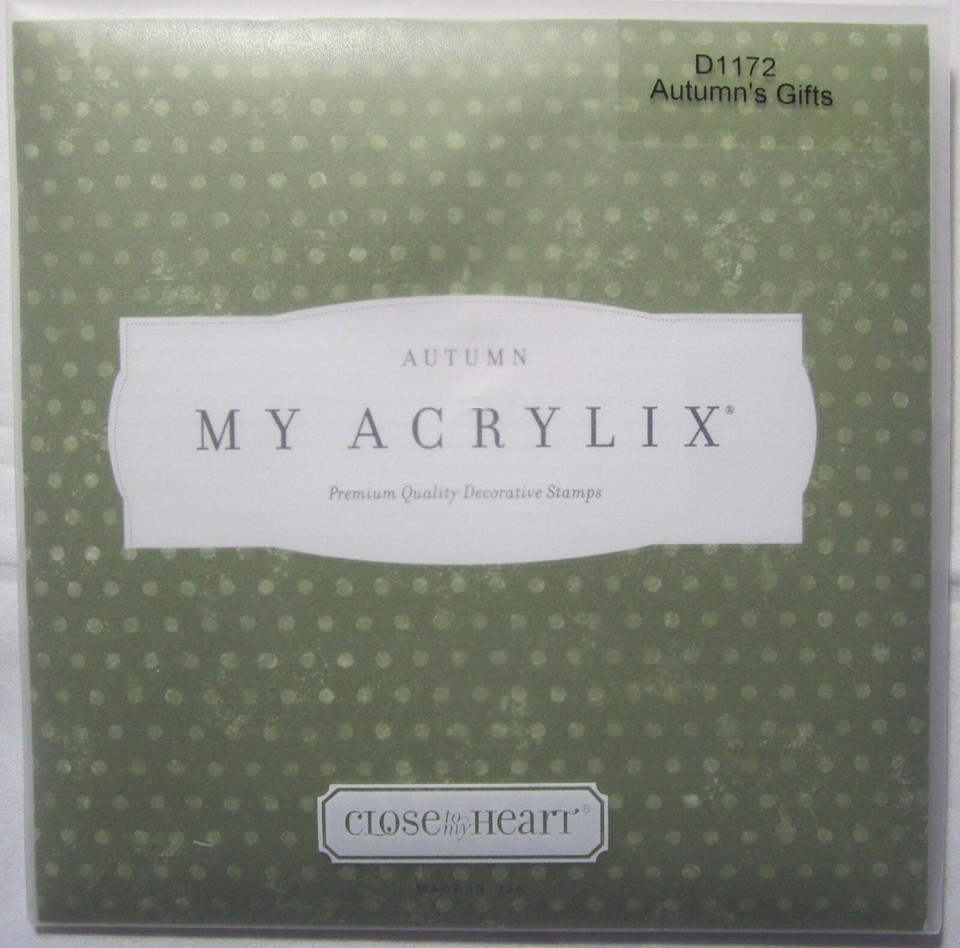 D1172
Autumn's Gifts
AUTUMN
MY ACRYLIX®
Premium Quality Decorative Stamps
CLOSE to my HEART®
MADE IN USA